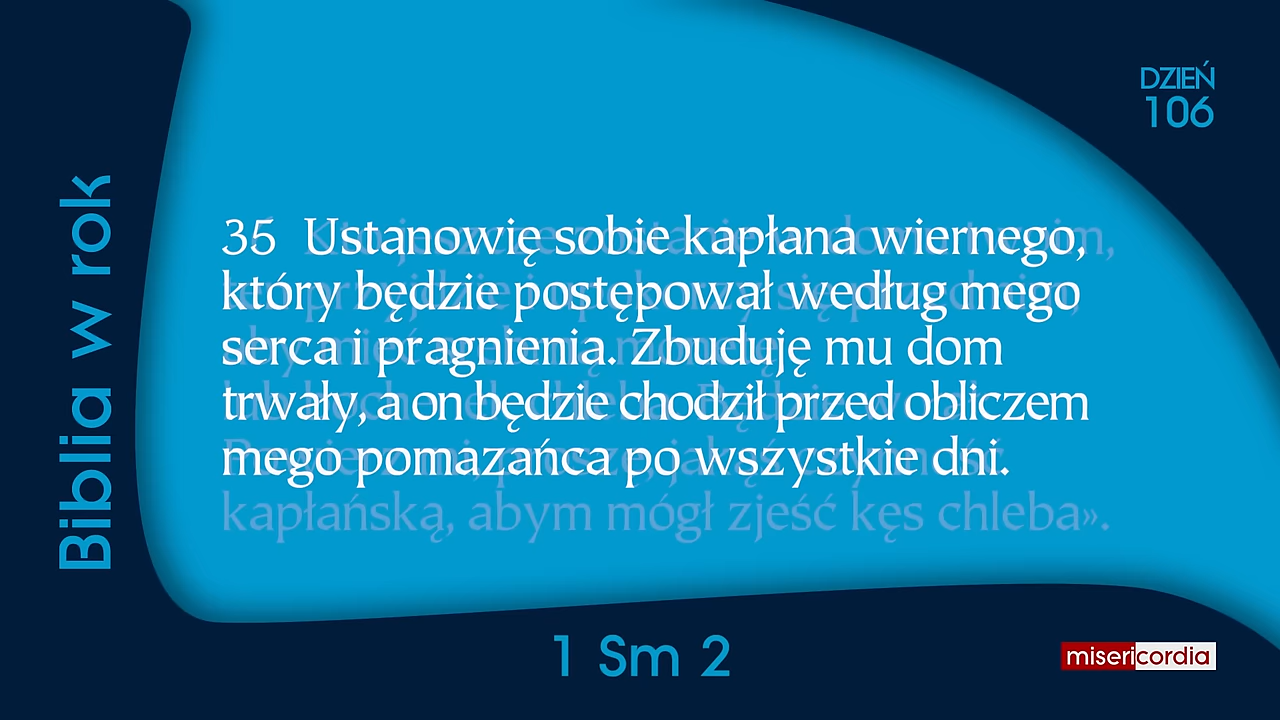 DZIEŃ
106
Biblia w rok
35 Ustanowię sobie kapłana wiernego,
który będzie postępował według mego
serca i pragnienia. Zbuduję mu dom
trwały, a on będzie chodził przed obliczem
mego pomazańca po wszystkie dni.
kapłańską, abym mógł zjeść kęs chleba».
1 Sm 2
misericordia